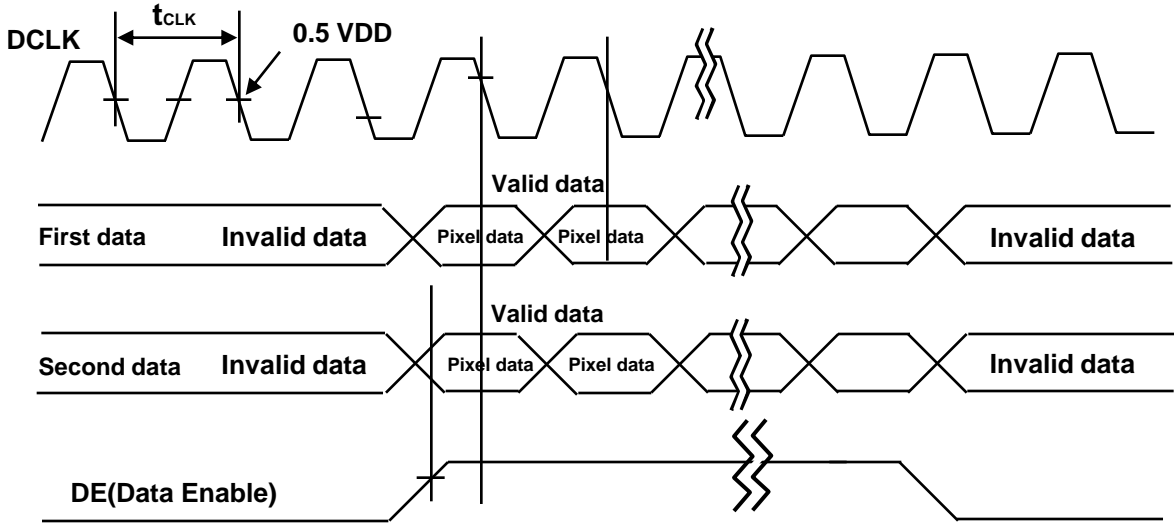 tCLK
DCLK
0.5 VDD
Valid data
First data
Invalid data
Pixel data
Pixel data
Invalid data
Valid data
Second data
Invalid data
Pixel data
Pixel data
Invalid data
DE(Data Enable)